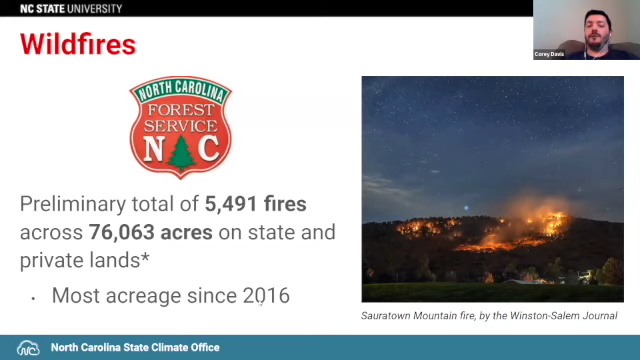 NC STATE UNIVERSITY
Wildfires
NORTH CAROLINA
FOREST
SERVICE
N C
Preliminary total of 5,491 fires
across 76,063 acres on state and
private lands*
• Most acreage since 2016
Sauratown Mountain fire, by the Winston-Salem Journal
Corey Davis
NC
North Carolina State Climate Office